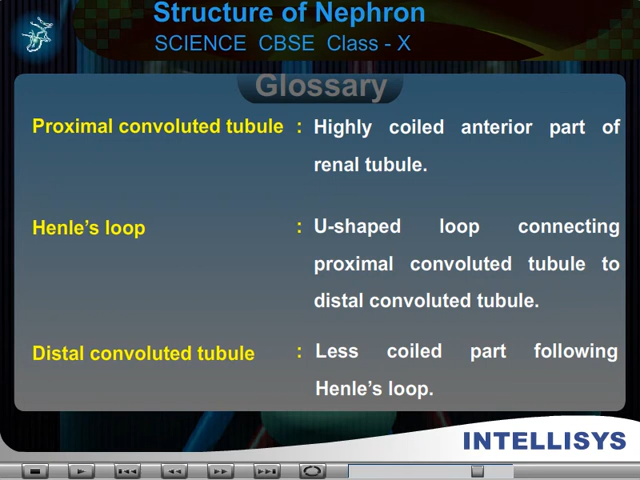 Structure of Nephron
SCIENCE CBSE Class - X
Glossary
Proximal convoluted tubule : Highly coiled anterior part of
renal tubule.
Henle's loop : U-shaped loop connecting
proximal convoluted tubule to
distal convoluted tubule.
Distal convoluted tubule : Less coiled part following
Henle's loop.
INTELLISYS